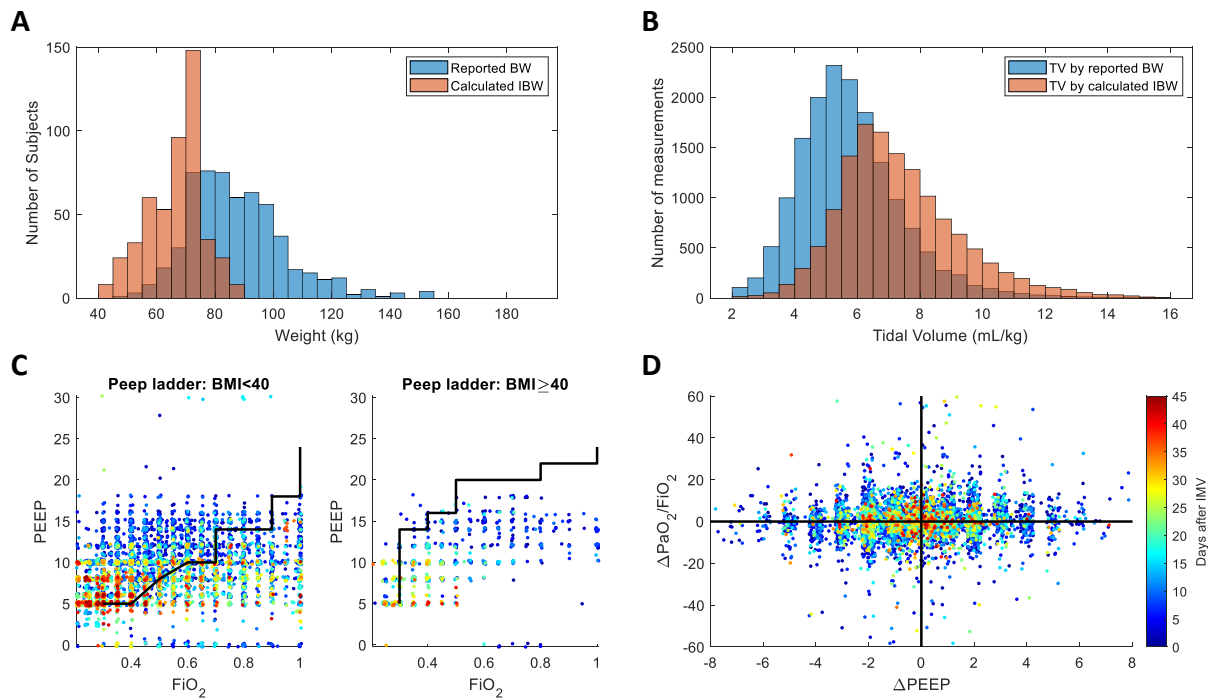 A
150
100
50
0
Number of Subjects
Reported BW
Calculated IBW
40 60 80 100 120 140 160 180
Weight (kg)
B
2500
2000
1500
1000
500
0
Number of measurements
TV by reported BW
TV by calculated IBW
2 4 6 8 10 12 14 16
Tidal Volume (mL/kg)
C
Peep ladder: BMI<40
30
25
20
15
10
5
0
PEEP
0.4 0.6 0.8 1
FiO2
Peep ladder: BMI≥40
30
25
20
15
10
5
0
PEEP
0.4 0.6 0.8 1
FiO2
D
60
40
20
0
-20
-40
-60
ΔPaO2/FiO2
-8 -6 -4 -2 0 2 4 6 8
ΔPEEP
45
40
35
30
25
20
15
10
5
0
Days after IMV